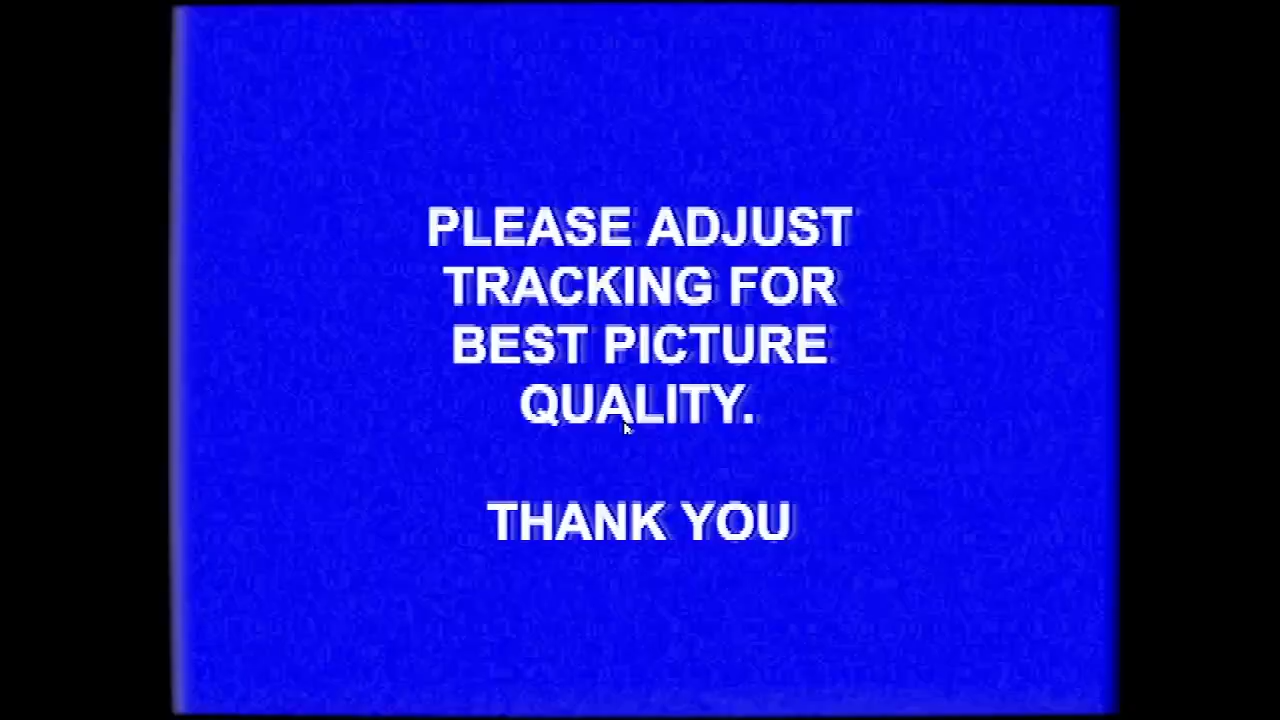 PLEASE ADJUST
TRACKING FOR
BEST PICTURE
QUALITY.
THANK YOU